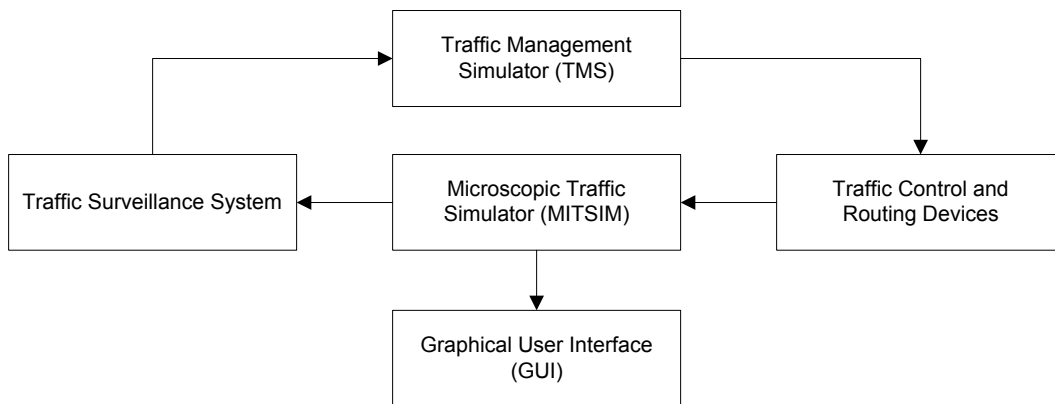 Traffic Management
Simulator (TMS)
Traffic Surveillance System
Microscopic Traffic
Simulator (MITSIM)
Traffic Control and
Routing Devices
Graphical User Interface
(GUI)